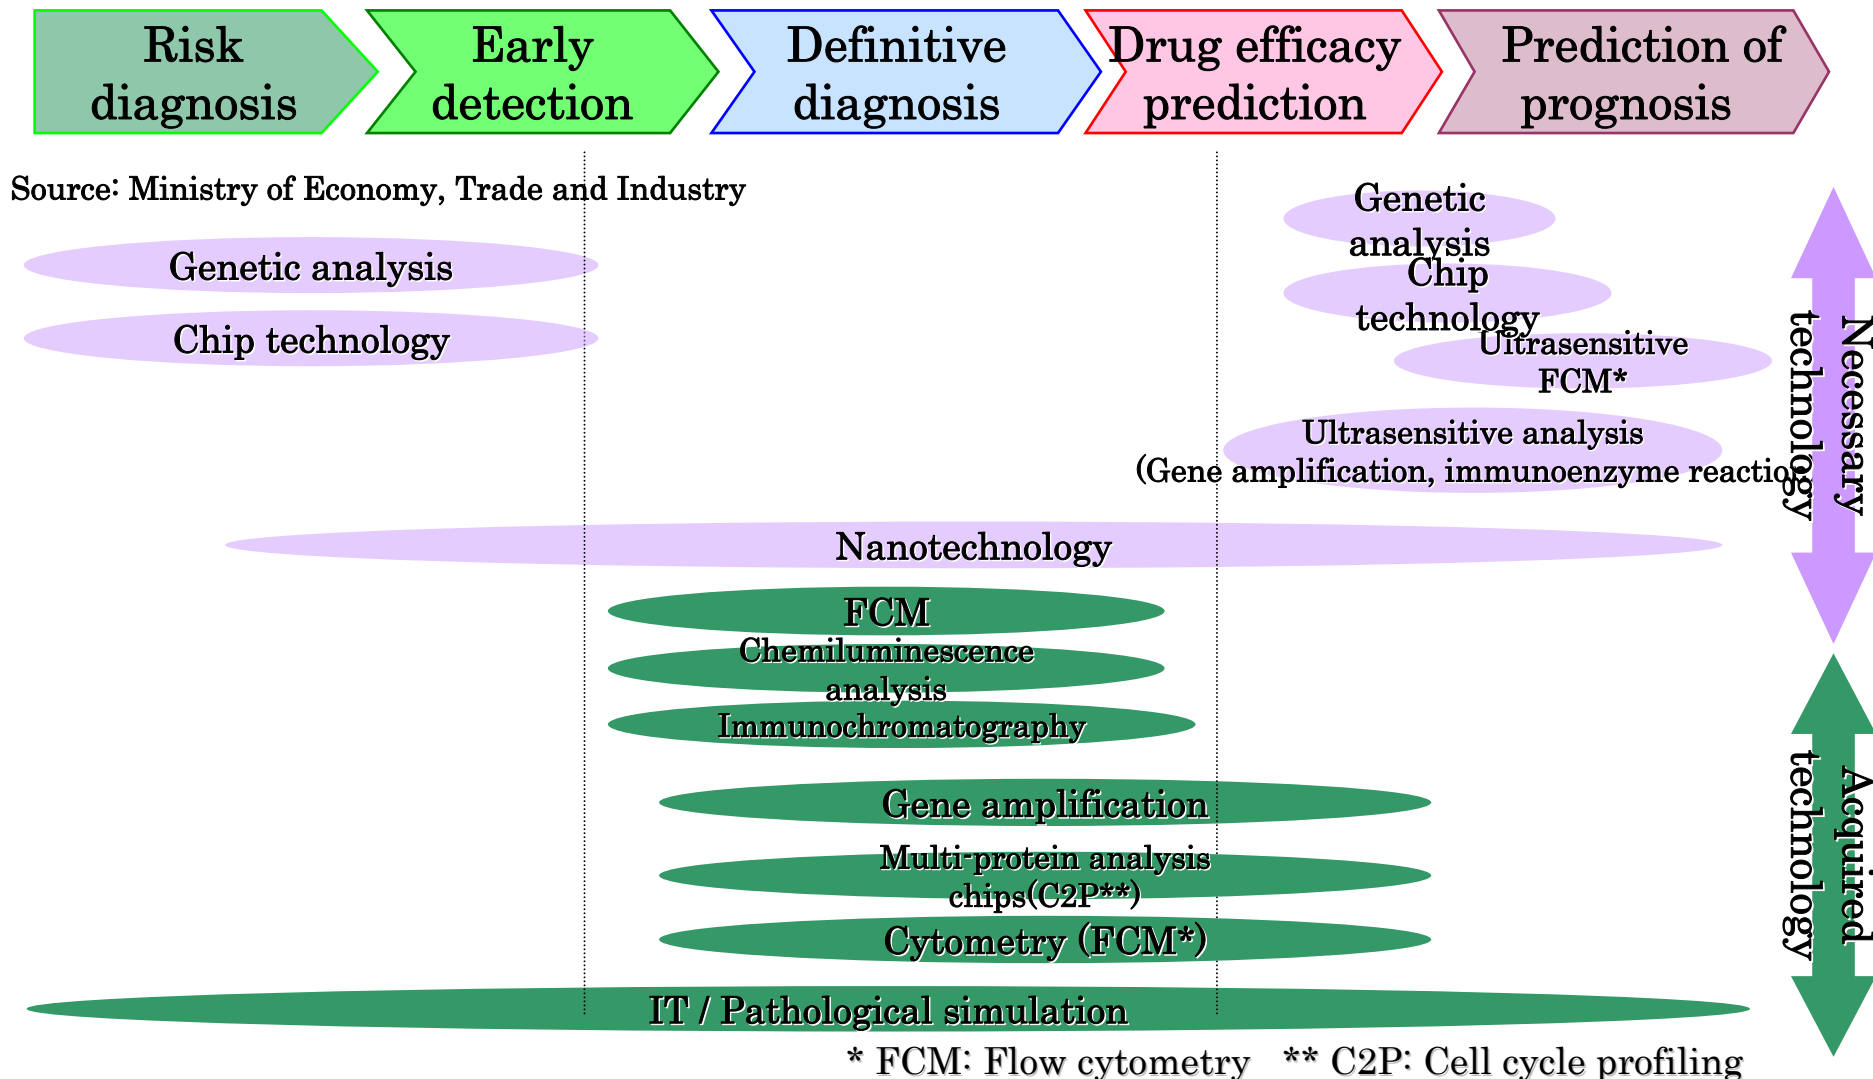 Risk
diagnosis
Early
detection
Definitive
diagnosis
Drug efficacy
prediction
Prediction of
prognosis
Source: Ministry of Economy, Trade and Industry
Genetic analysis
Chip technology
Genetic
analysis
Chip
technology
Ultrasensitive
FCM*
Ultrasensitive analysis
(Gene amplification, immunoenzyme reaction
Nanotechnology
Necessary
technology
FCM
Chemiluminescence
analysis
Immunochromatography
Gene amplification
Multi-protein analysis
chips(C2P**)
Cytometry (FCM*)
IT / Pathological simulation
Acquired
technology
* FCM: Flow cytometry ** C2P: Cell cycle profiling